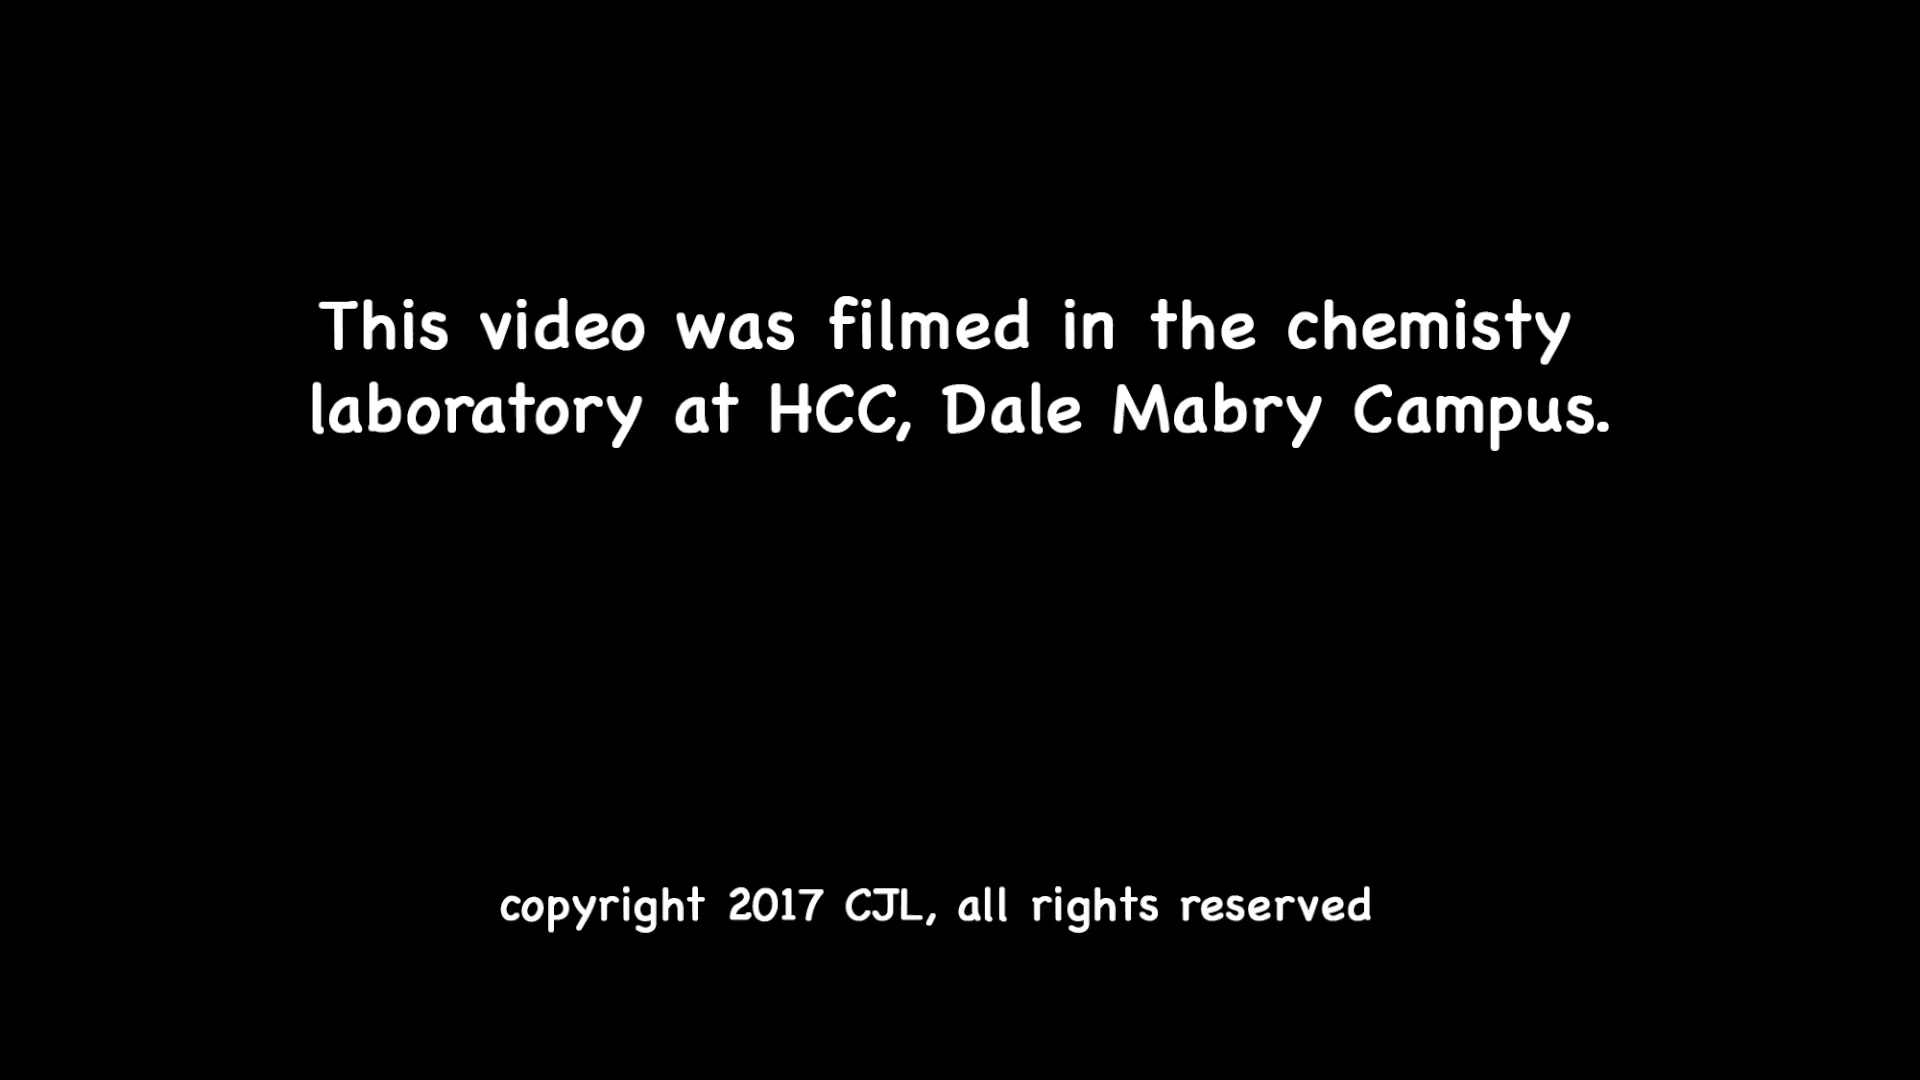 This video was filmed in the chemisty
laboratory at HCC, Dale Mabry Campus.
copyright 2017 CJL, all rights reserved